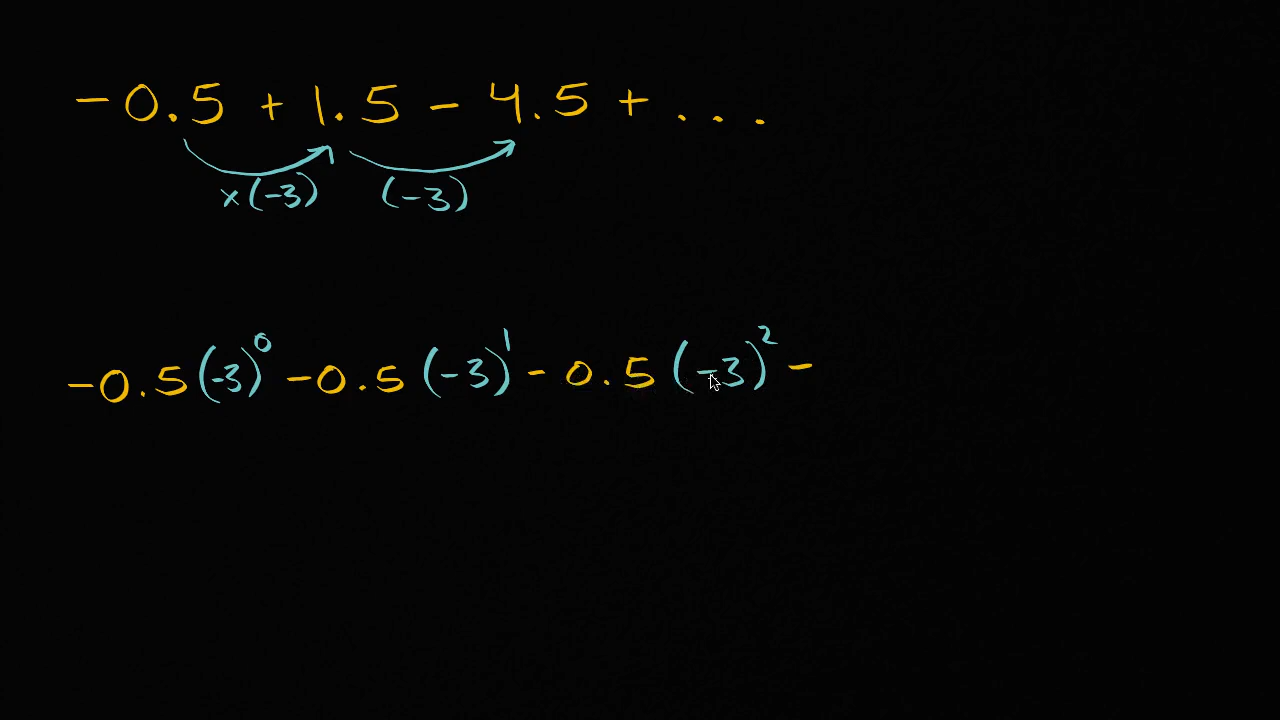 -0.5 + 1.5 - 4.5 + . . .
x(-3) (-3)
-0.5(-3)^0 -0.5(-3)^1 - 0.5(-3)^2 -